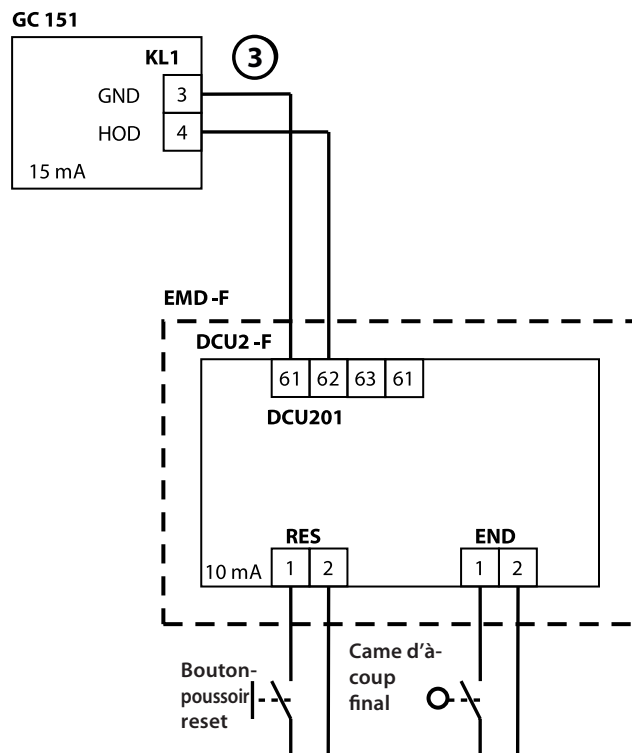 GC 151
KL1
3
GND 3
HOD 4
15 mA
EMD -F
DCU2 -F
61 62 63 61
DCU201
RES END
10 mA 1 2 1 2
Bouton-
poussoir
reset
Came d’à-
coup
final